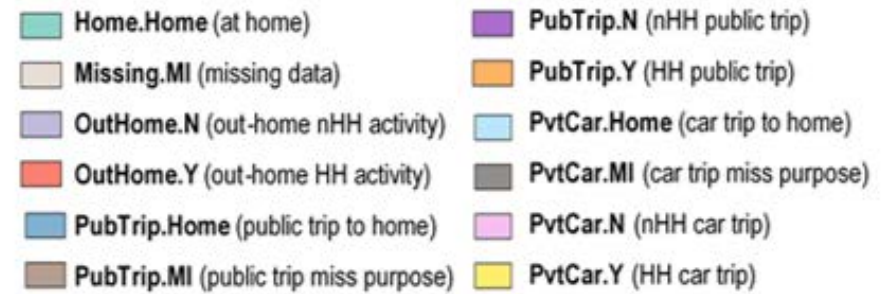 Home.Home (at home)
Missing.MI (missing data)
OutHome.N (out-home nHH activity)
OutHome.Y (out-home HH activity)
PubTrip.Home (public trip to home)
PubTrip.MI (public trip miss purpose)
PubTrip.N (nHH public trip)
PubTrip.Y (HH public trip)
PvtCar.Home (car trip to home)
PvtCar.MI (car trip miss purpose)
PvtCar.N (nHH car trip)
PvtCar.Y (HH car trip)